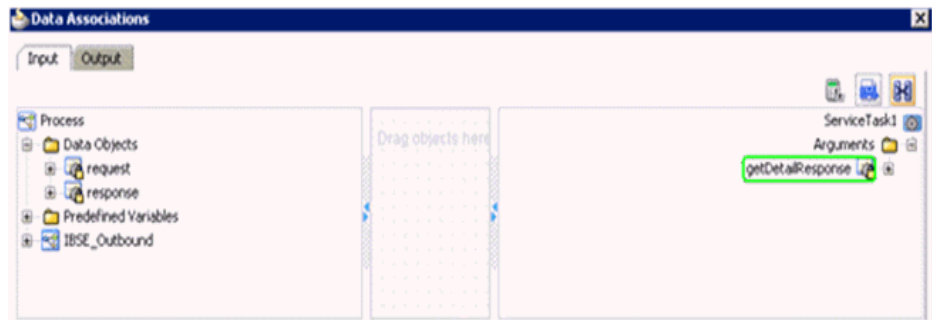 Data Associations
Input Output
Process
Data Objects
request
response
Predefined Variables
IBSE_Outbound
Drag objects here
ServiceTask1
Arguments
getDetailResponse